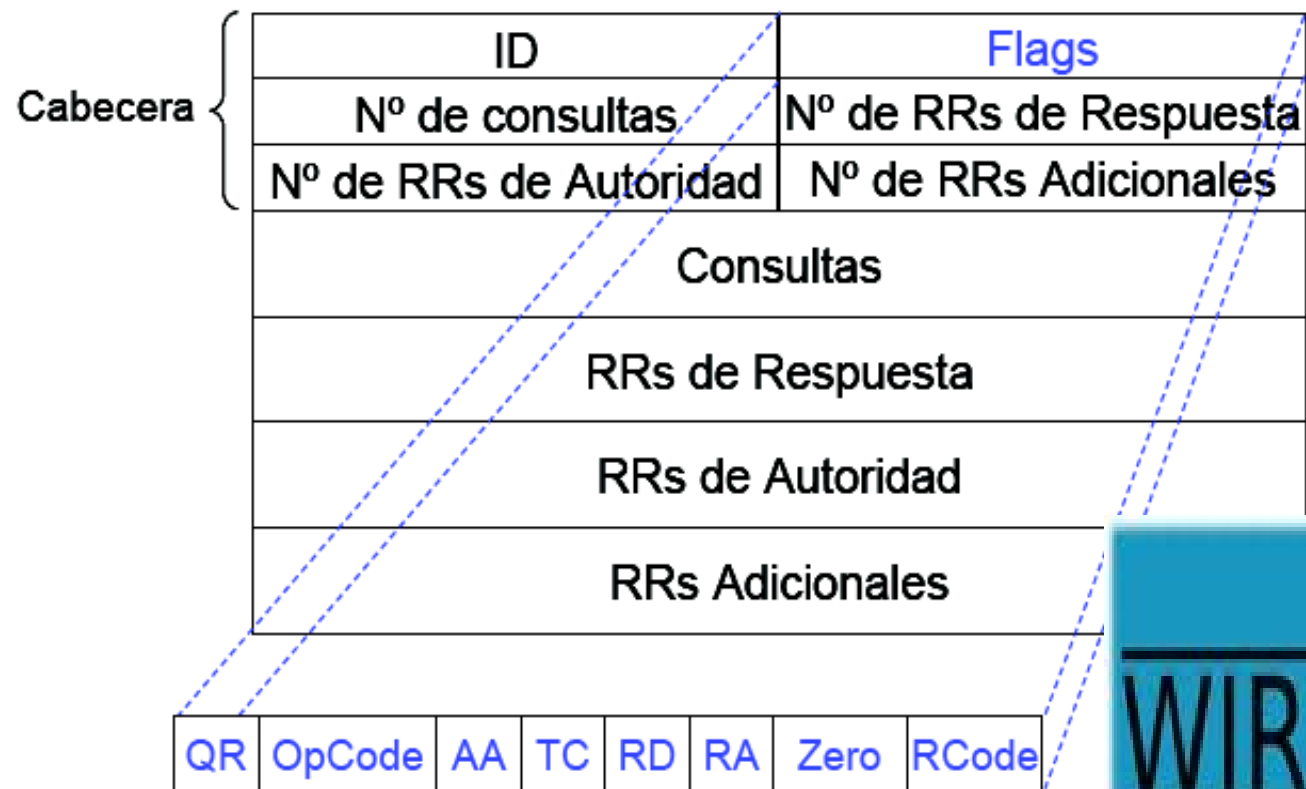 ID Flags
Cabecera
Nº de consultas Nº de RRs de Respuesta
Nº de RRs de Autoridad Nº de RRs Adicionales
Consultas
RRs de Respuesta
RRs de Autoridad
RRs Adicionales
QR OpCode AA TC RD RA Zero RCode
WIR